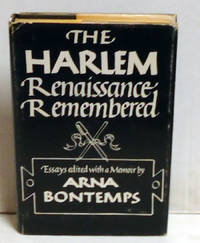 THE
HARLEM
Renaissance
Remembered
Essays edited with a Memoir by
ARNA
BONTEMPS